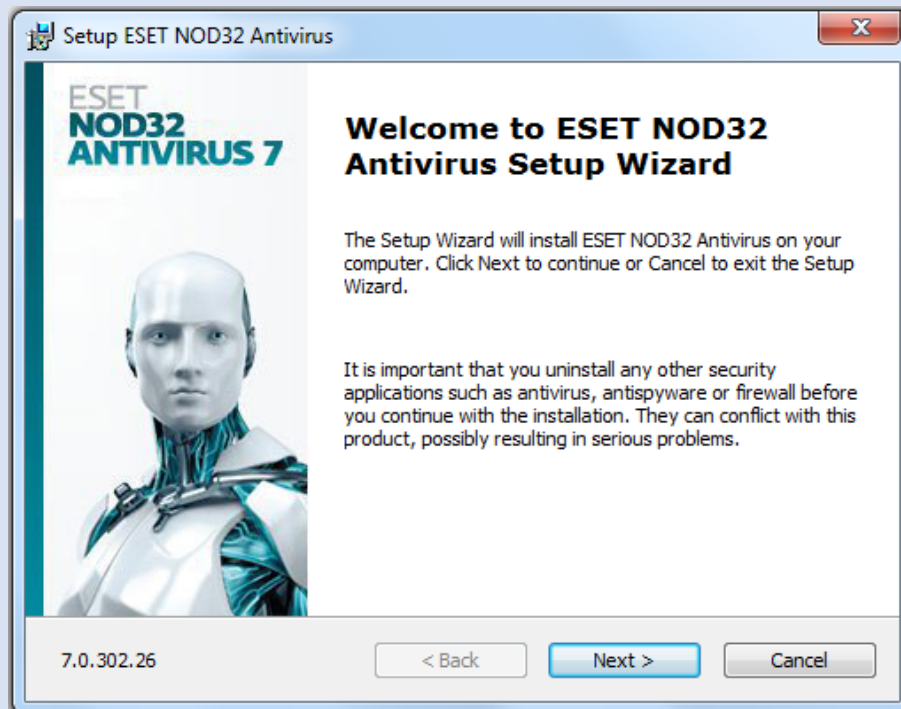 Setup ESET NOD32 Antivirus
ESET
NOD32
ANTIVIRUS 7
Welcome to ESET NOD32
Antivirus Setup Wizard
The Setup Wizard will install ESET NOD32 Antivirus on your
computer. Click Next to continue or Cancel to exit the Setup
Wizard.
It is important that you uninstall any other security
applications such as antivirus, antispyware or firewall before
you continue with the installation. They can conflict with this
product, possibly resulting in serious problems.
7.0.302.26
< Back
Next >
Cancel